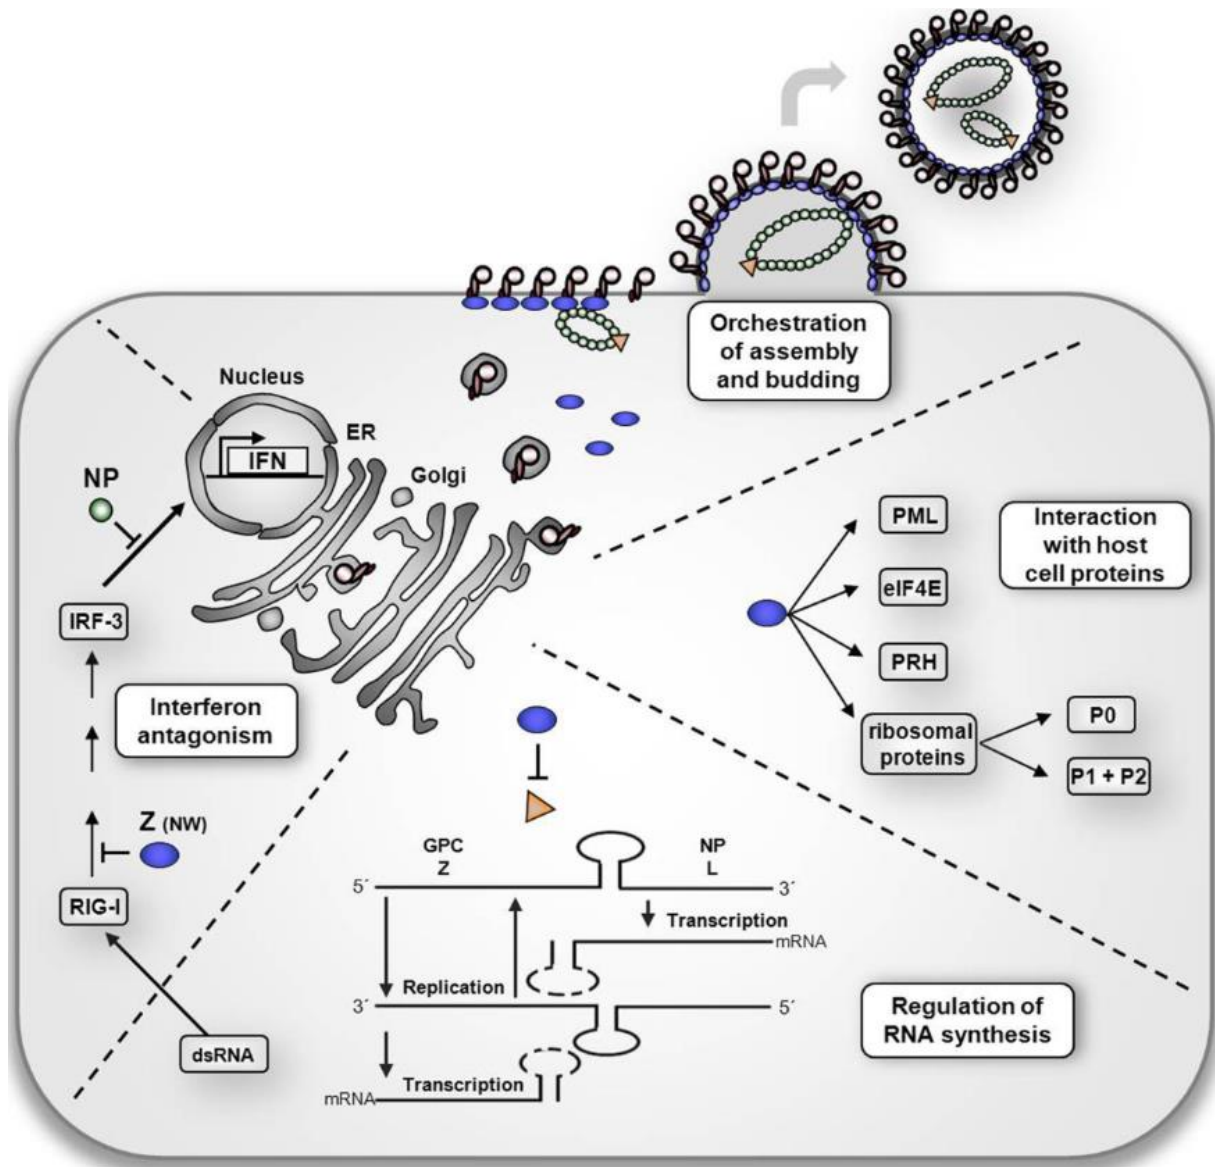 Orchestration
of assembly
and budding
Nucleus
ER
IFN
Golgi
NP
IRF-3
Interferon
antagonism
Z (NW)
RIG-I
dsRNA
PML
eIF4E
PRH
ribosomal
proteins
P0
P1 + P2
Interaction
with host
cell proteins
GPC
Z
NP
L
5´
3´
Transcription
mRNA
Replication
3´
5´
Transcription
mRNA
Regulation of
RNA synthesis